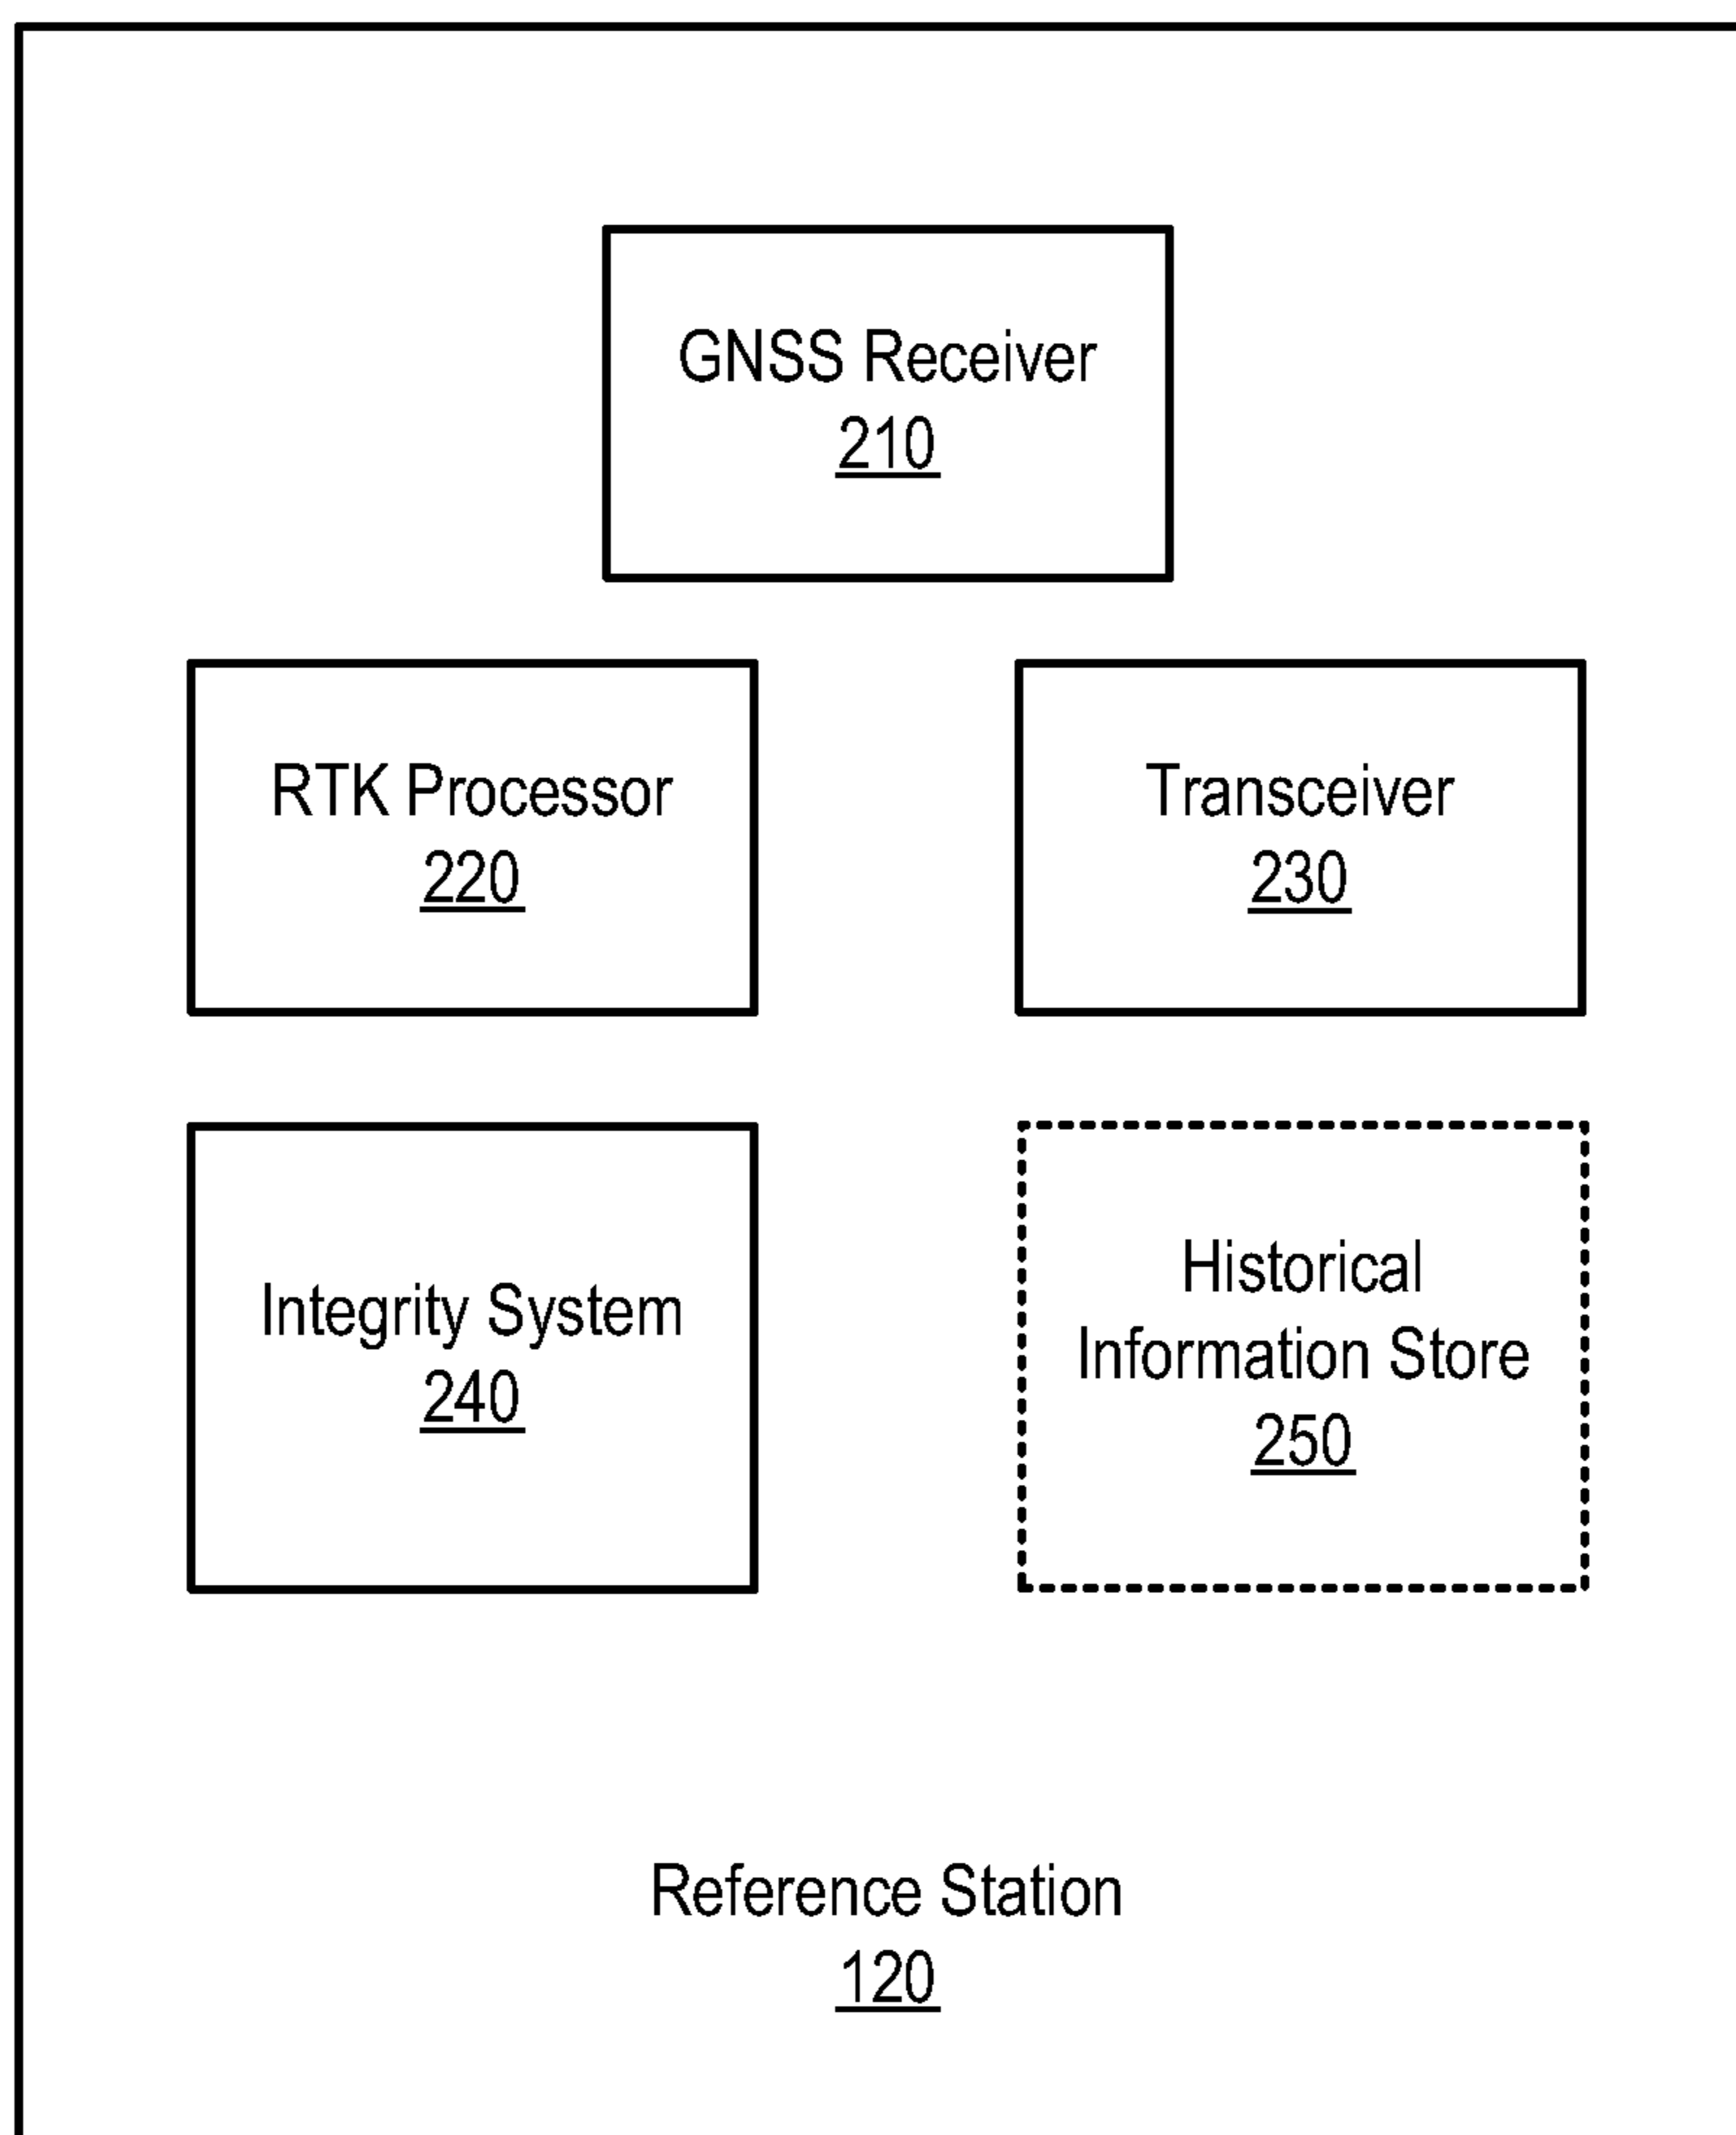 GNSS Receiver
210
RTK Processor
220
Transceiver
230
Integrity System
240
Historical
Information Store
250
Reference Station
120